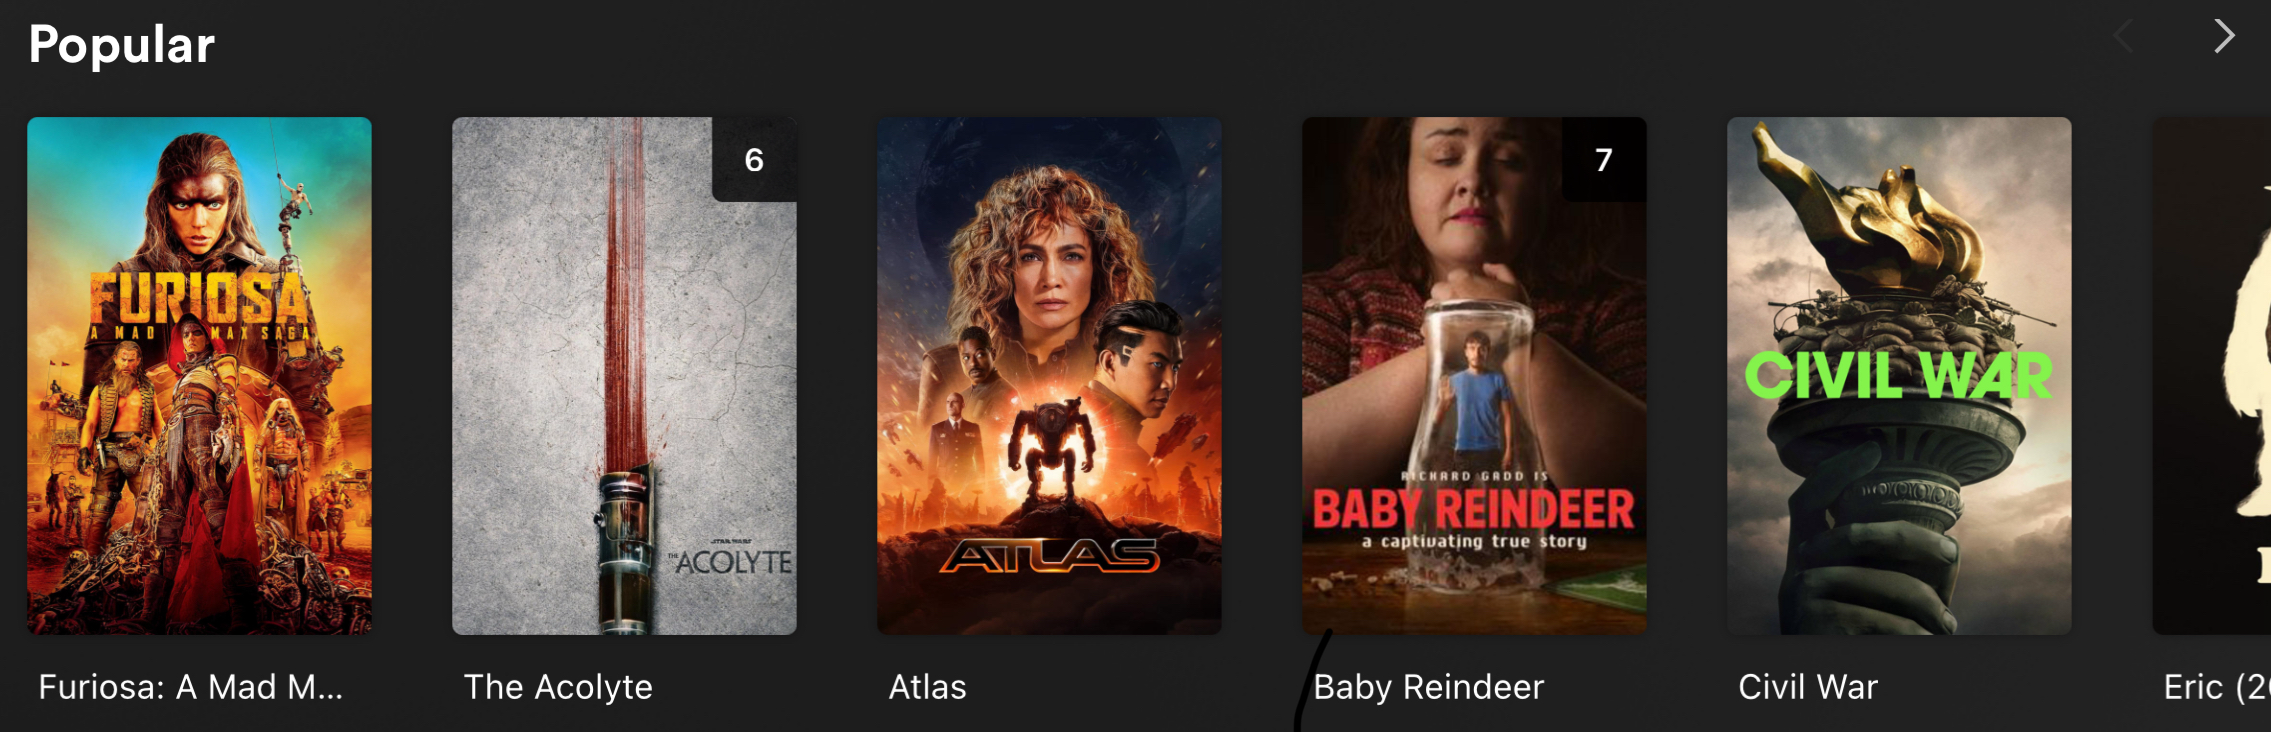 Popular
FURIOSA
A MAD MAX SAGA
6
STAR WARS
THE ACOLYTE
ATLAS
7
RICHARD GADD IS
BABY REINDEER
a captivating true story
CIVIL WAR
Furiosa: A Mad M...
The Acolyte
Atlas
Baby Reindeer
Civil War
Eric (2